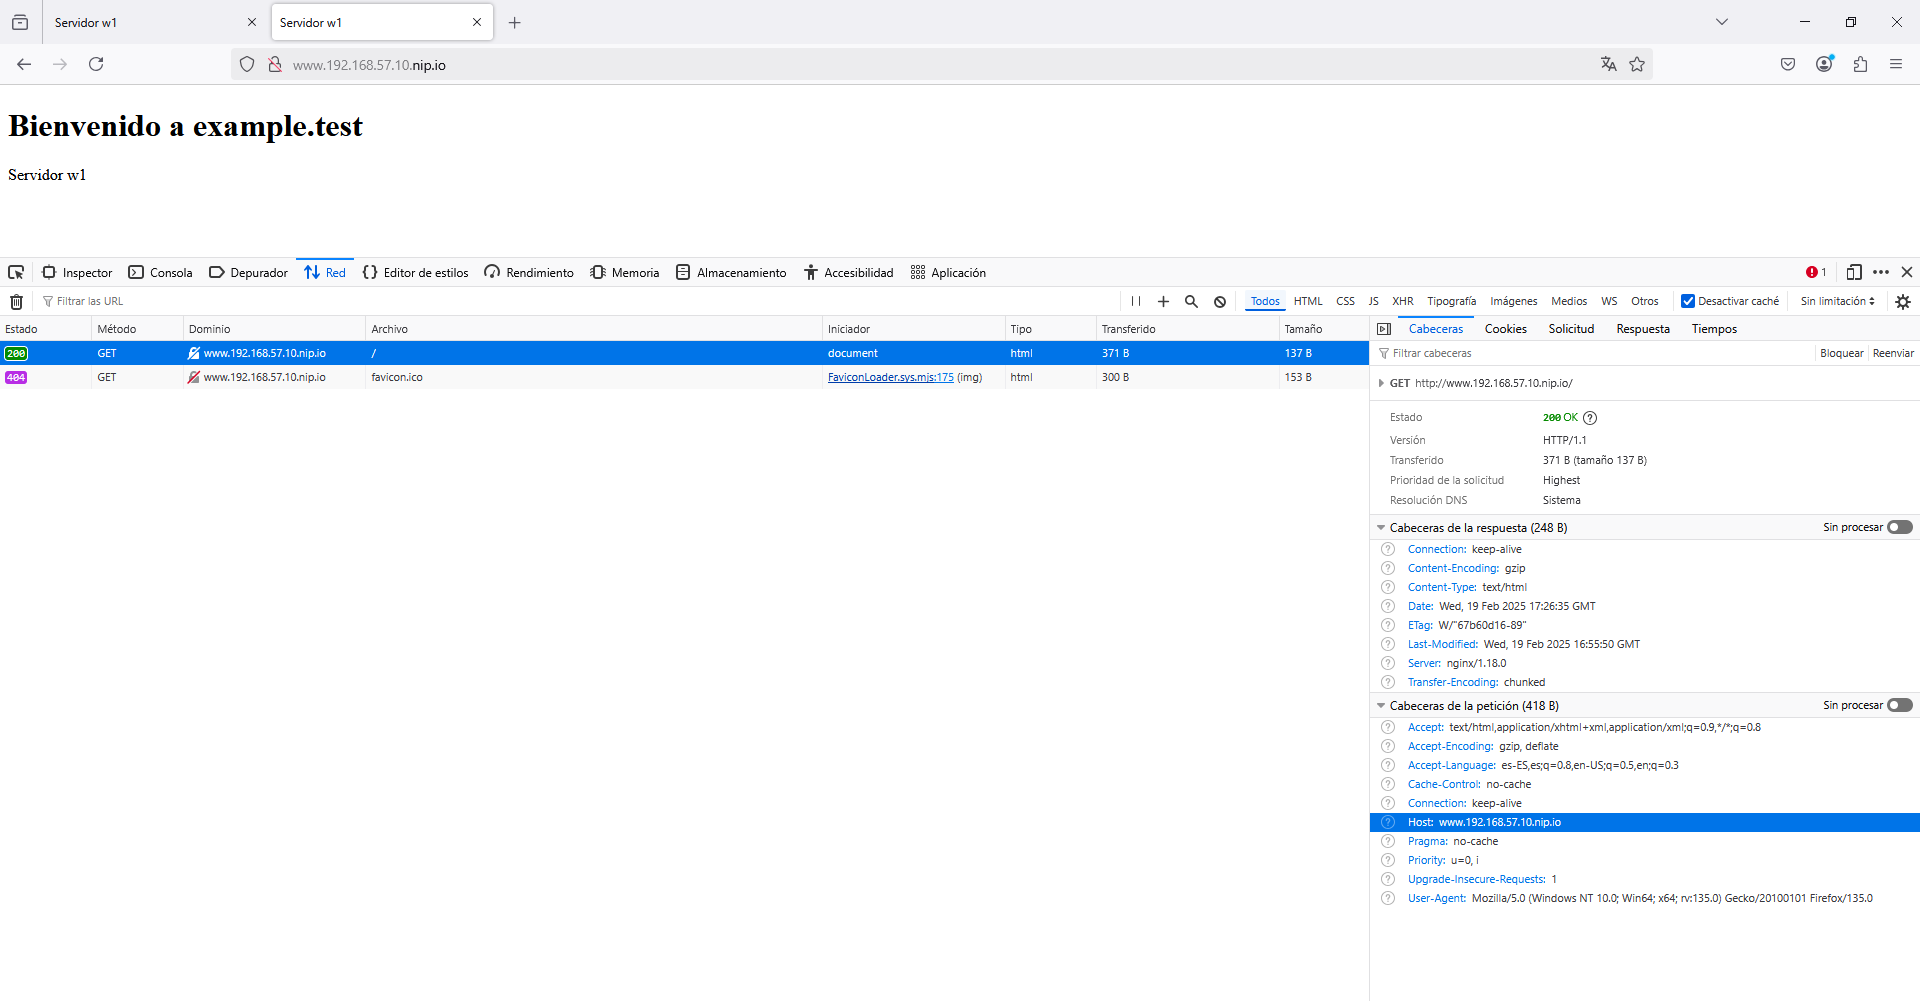 Servidor w1
Servidor w1
www.192.168.57.10.nip.io
Bienvenido a example.test
Servidor w1
Inspector Consola Depurador Red Editor de estilos Rendimiento Memoria Almacenamiento Accesibilidad Aplicación 1
Filtrar las URL Todos HTML CSS JS XHR Tipografía Imágenes Medios WS Otros Desactivar caché Sin limitación
Estado Método Dominio Archivo Iniciador Tipo Transferido Tamaño
200 GET www.192.168.57.10.nip.io / document html 371 B 137 B
404 GET www.192.168.57.10.nip.io favicon.ico FaviconLoader.sys.mjs:175 (img) html 300 B 153 B
Cabeceras Cookies Solicitud Respuesta Tiempos
Filtrar cabeceras Bloquear Reenviar
GET http://www.192.168.57.10.nip.io/
Estado 200 OK
Versión HTTP/1.1
Transferido 371 B (tamaño 137 B)
Prioridad de la solicitud Highest
Resolución DNS Sistema
Cabeceras de la respuesta (248 B) Sin procesar
Connection: keep-alive
Content-Encoding: gzip
Content-Type: text/html
Date: Wed, 19 Feb 2025 17:26:35 GMT
ETag: W/"67b60d16-89"
Last-Modified: Wed, 19 Feb 2025 16:55:50 GMT
Server: nginx/1.18.0
Transfer-Encoding: chunked
Cabeceras de la petición (418 B) Sin procesar
Accept: text/html,application/xhtml+xml,application/xml;q=0.9,*/*;q=0.8
Accept-Encoding: gzip, deflate
Accept-Language: es-ES,es;q=0.8,en-US;q=0.5,en;q=0.3
Cache-Control: no-cache
Connection: keep-alive
Host: www.192.168.57.10.nip.io
Pragma: no-cache
Priority: u=0, i
Upgrade-Insecure-Requests: 1
User-Agent: Mozilla/5.0 (Windows NT 10.0; Win64; x64; rv:135.0) Gecko/20100101 Firefox/135.0